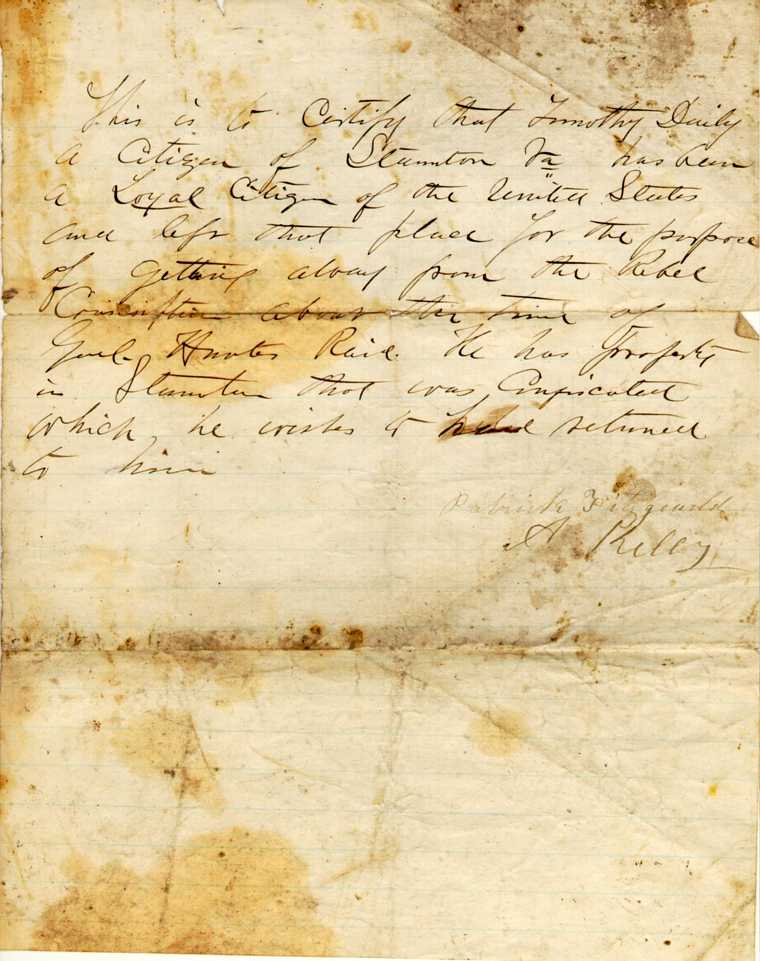 This is to Certify that Timothy Daily
a Citizen of Staunton Va has been
a Loyal Citizen of the United States
and left that place for the purpose
of getting away from the Rebel
Conscription about the time of
Genl. Hunters Raid. He has property
in Staunton that was Confiscated
which he wishes to returned
to him
Patrick Fitzgerald
A Kelly